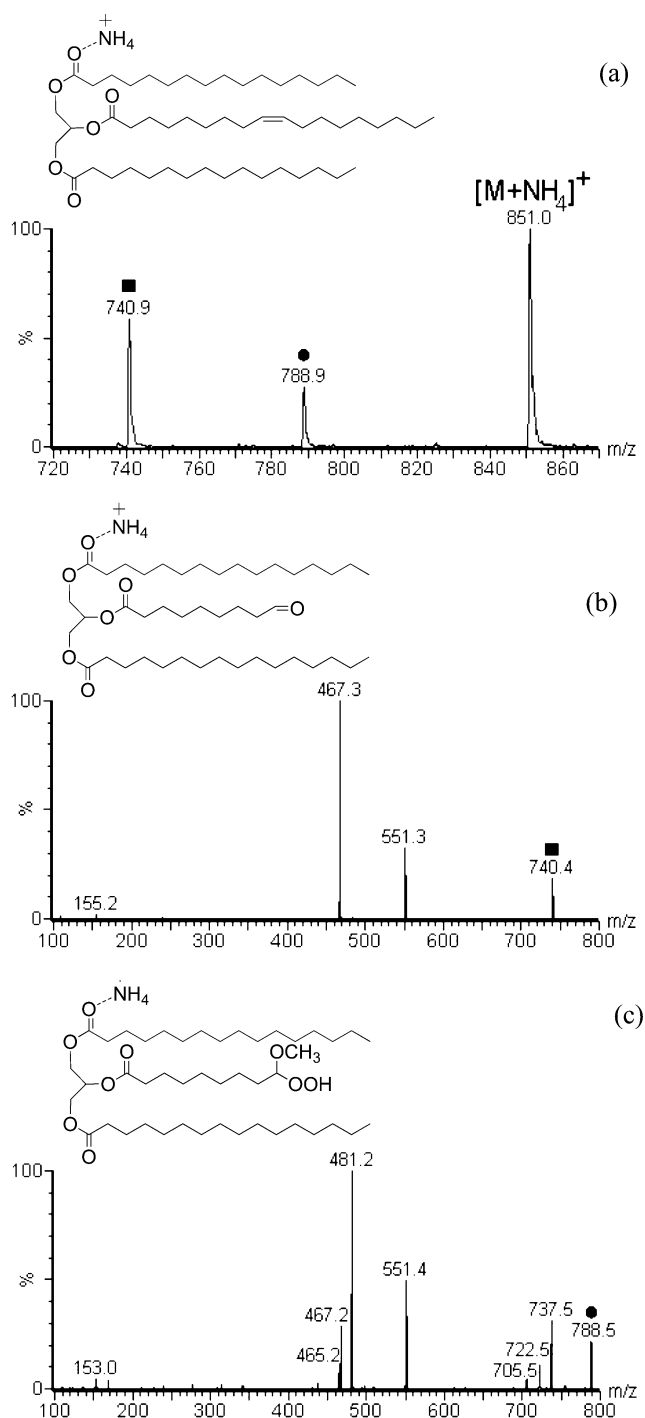 +
NH4
O
O
O
O
O
O
(a)
[M+NH4]+
851.0
740.9
788.9
100
%
0
720 740 760 780 800 820 840 860 m/z
+
NH4
O
O
O
O
O
O
O
(b)
467.3
551.3
740.4
155.2
100
%
0
100 200 300 400 500 600 700 800 m/z
NH4
O
O
O
OCH3
O
OOH
O
O
(c)
481.2
551.4
467.2
465.2
737.5
788.5
722.5
705.5
153.0
100
%
0
100 200 300 400 500 600 700 800 m/z